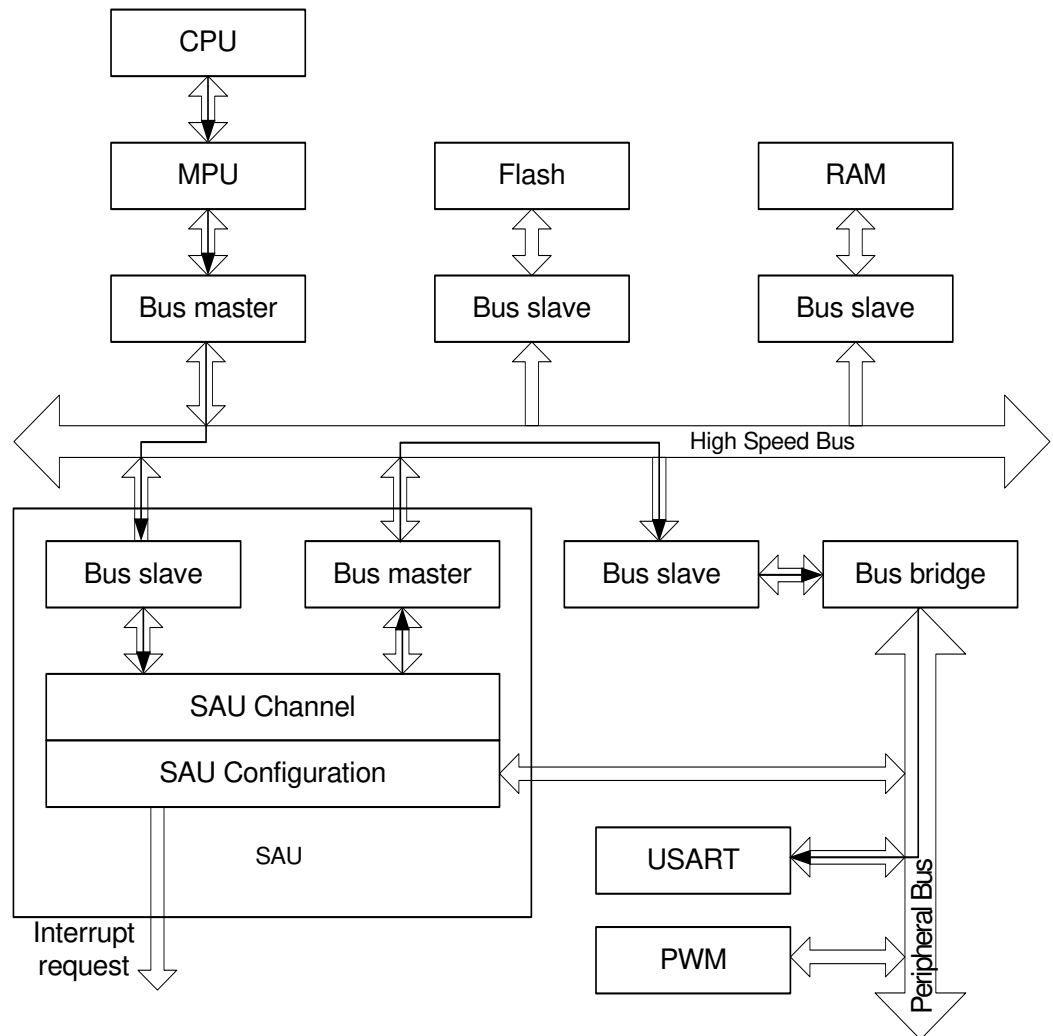 CPU
MPU
Flash
RAM
Bus master
Bus slave
Bus slave
High Speed Bus
Bus slave
Bus master
Bus slave
Bus bridge
SAU Channel
SAU Configuration
SAU
USART
PWM
Peripheral Bus
Interrupt
request